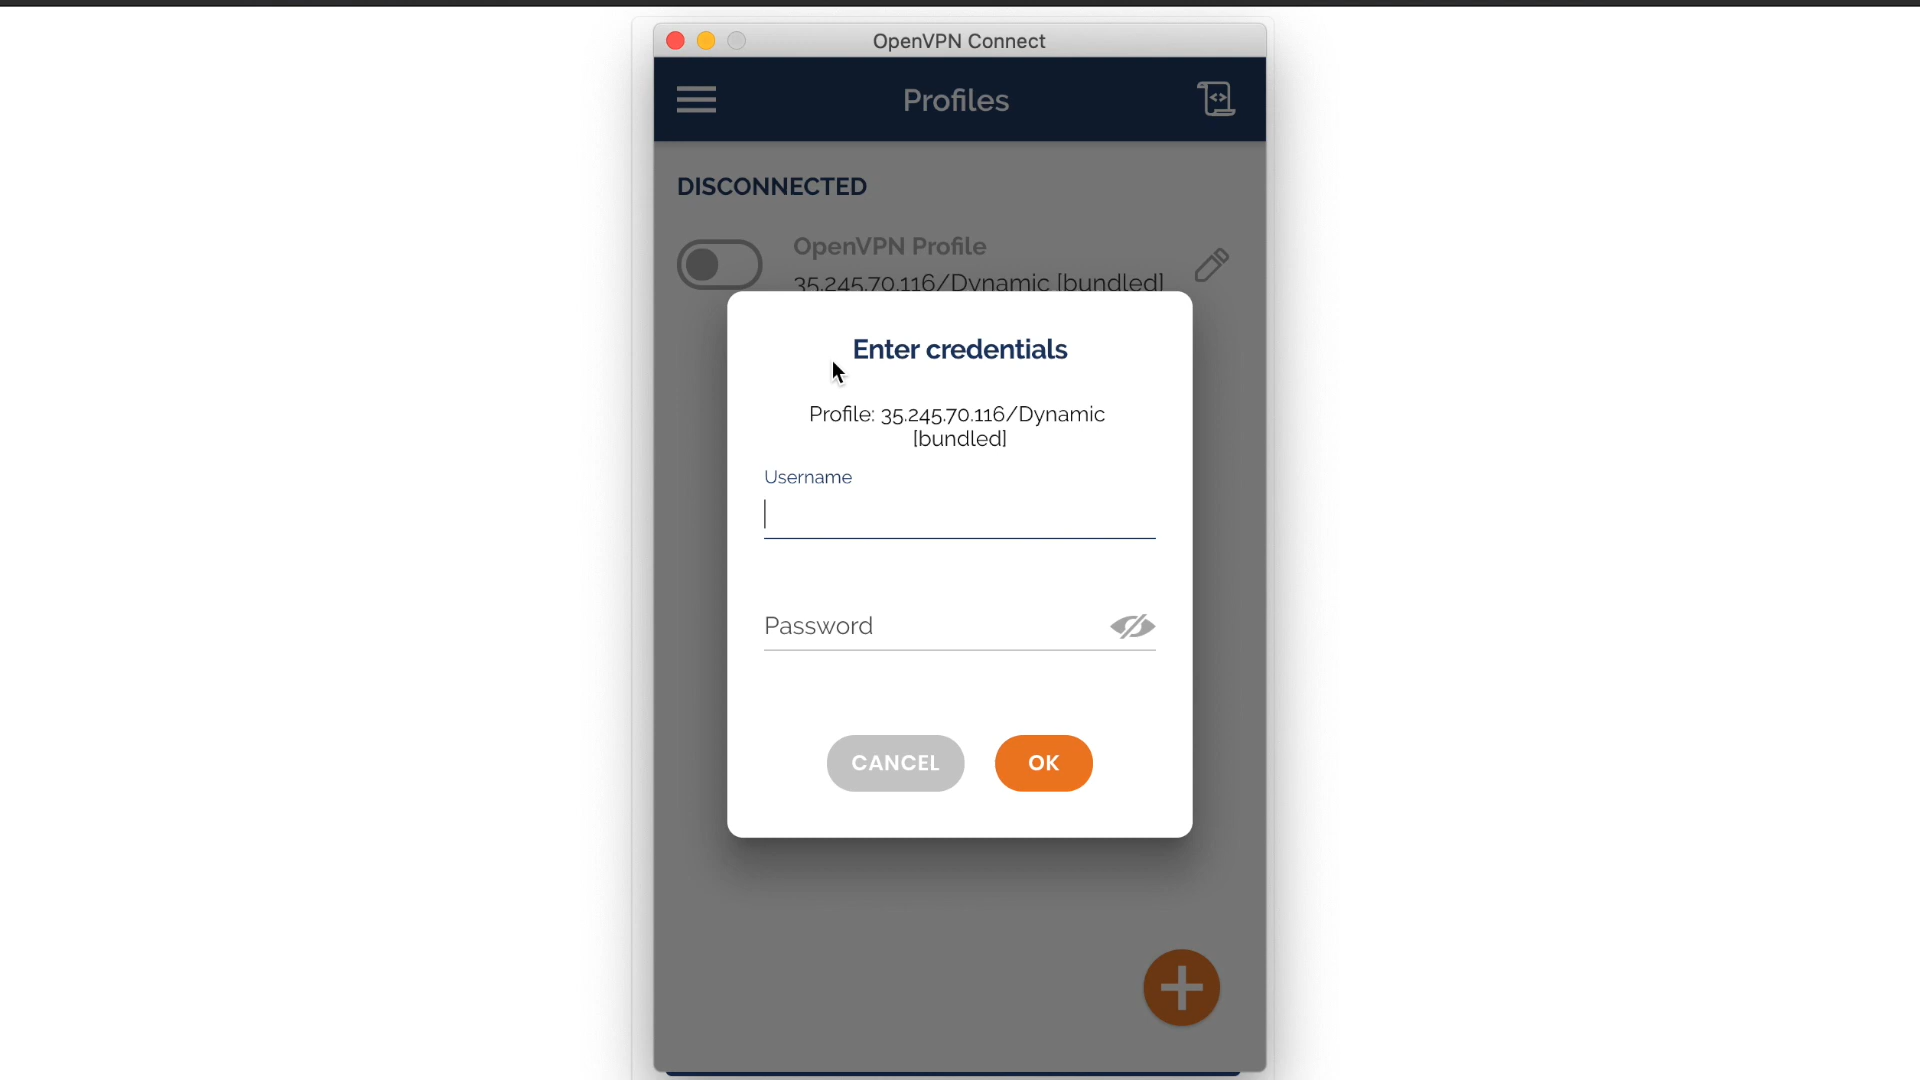 OpenVPN Connect
Profiles
DISCONNECTED
OpenVPN Profile
35.245.70.116/Dynamic [bundled]
Enter credentials
Profile: 35.245.70.116/Dynamic
[bundled]
Username
Password
CANCEL
OK